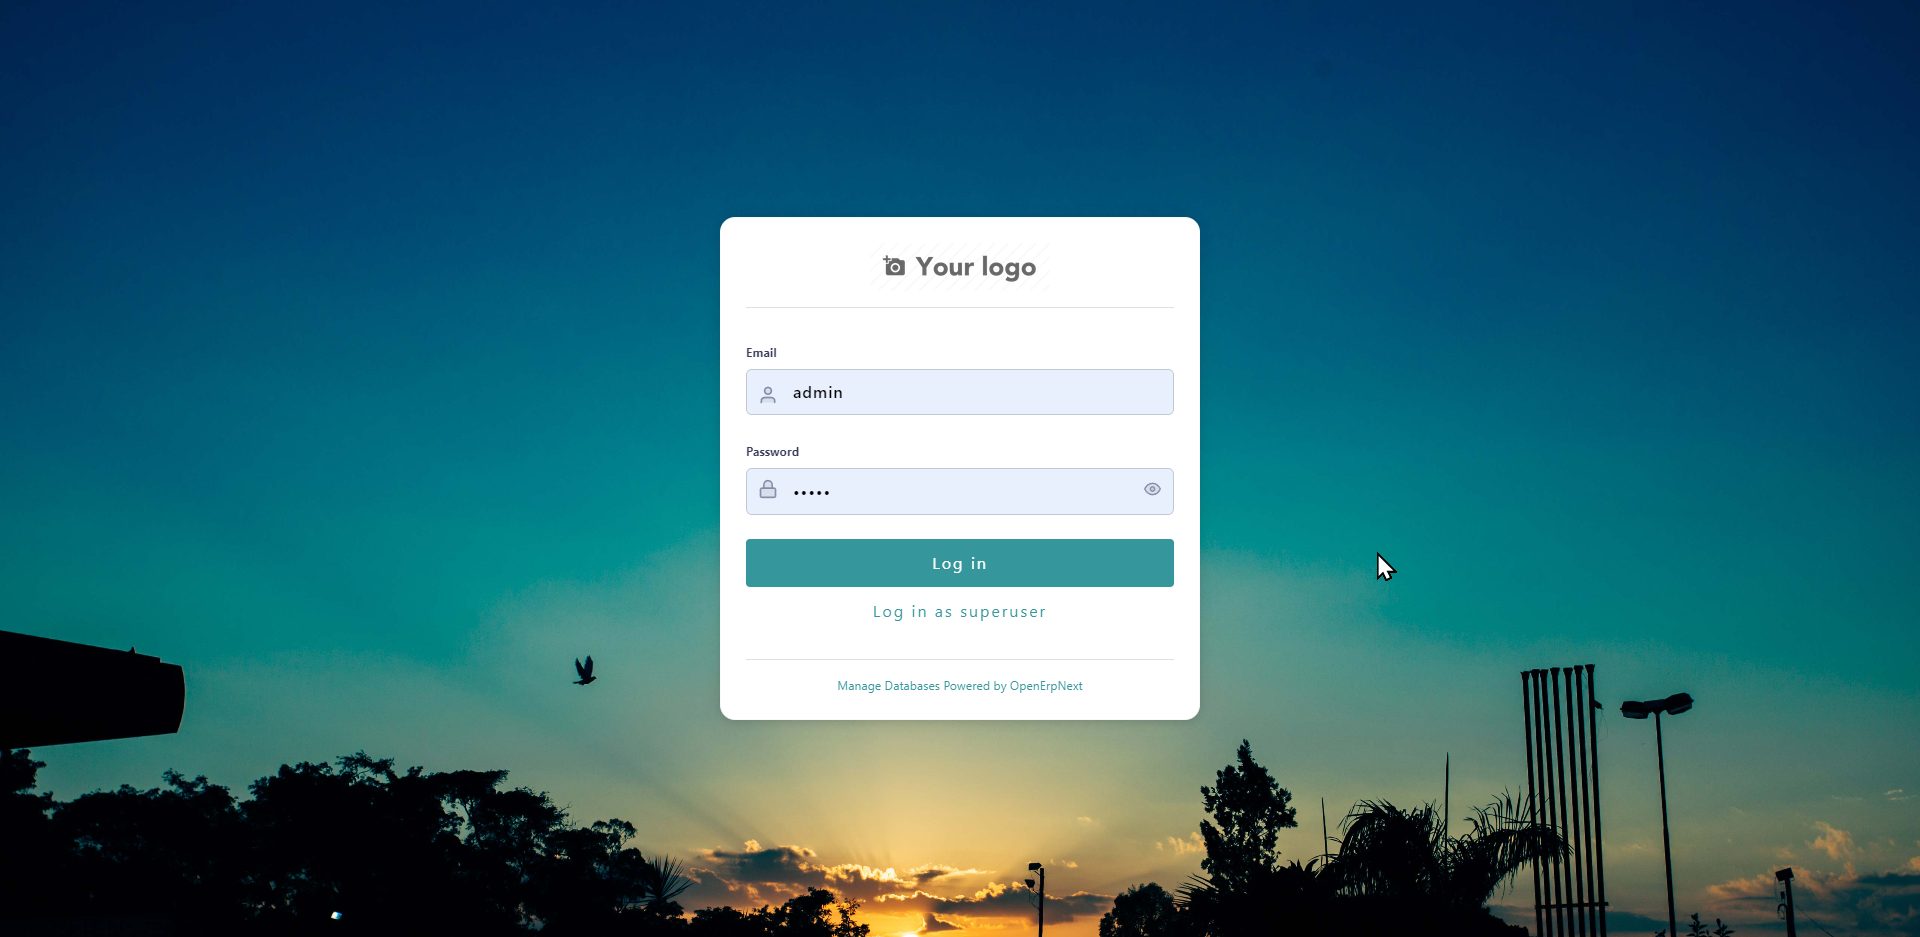 Your logo
Email
admin
Password
•••••
Log in
Log in as superuser
Manage Databases Powered by OpenErpNext